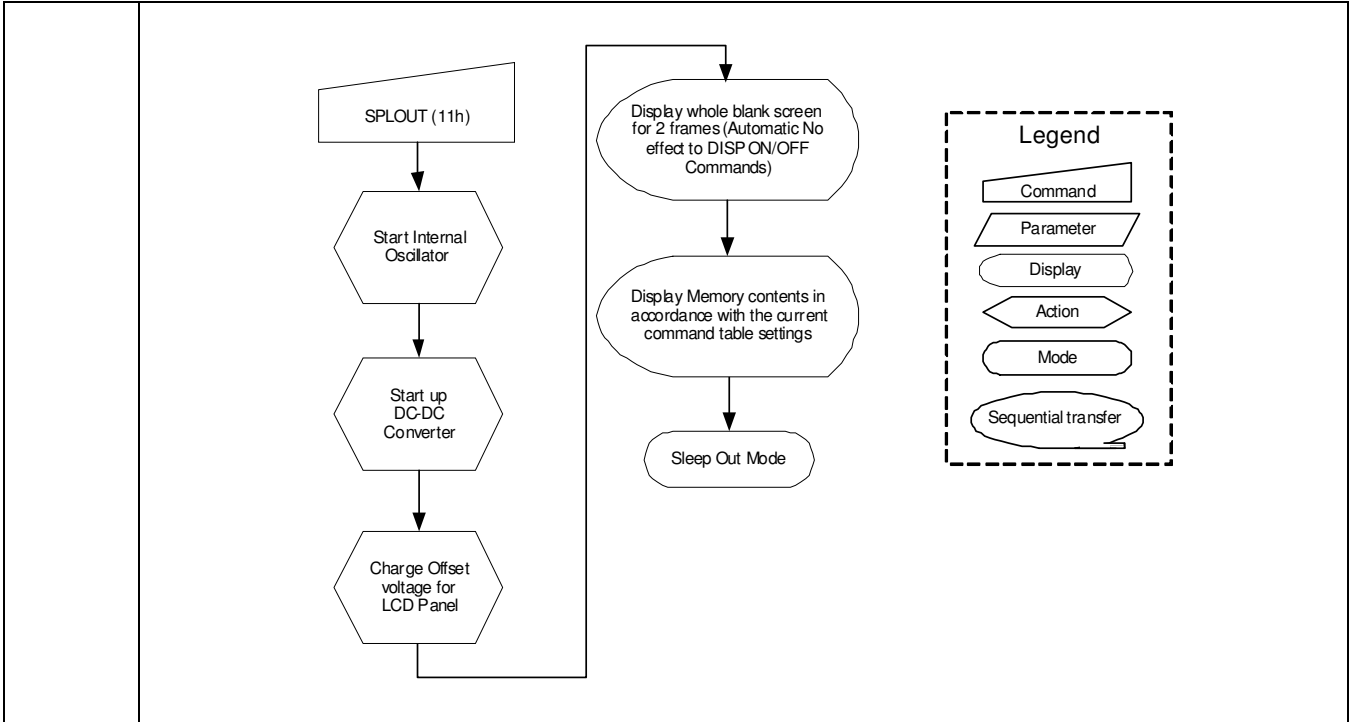 SPLOUT (11h)
Start Internal
Oscillator
Start up
DC-DC
Converter
Charge Offset
voltage for
LCD Panel
Display whole blank screen
for 2 frames (Automatic No
effect to DISP ON/OFF
Commands)
Display Memory contents in
accordance with the current
command table settings
Sleep Out Mode
Legend
Command
Parameter
Display
Action
Mode
Sequential transfer